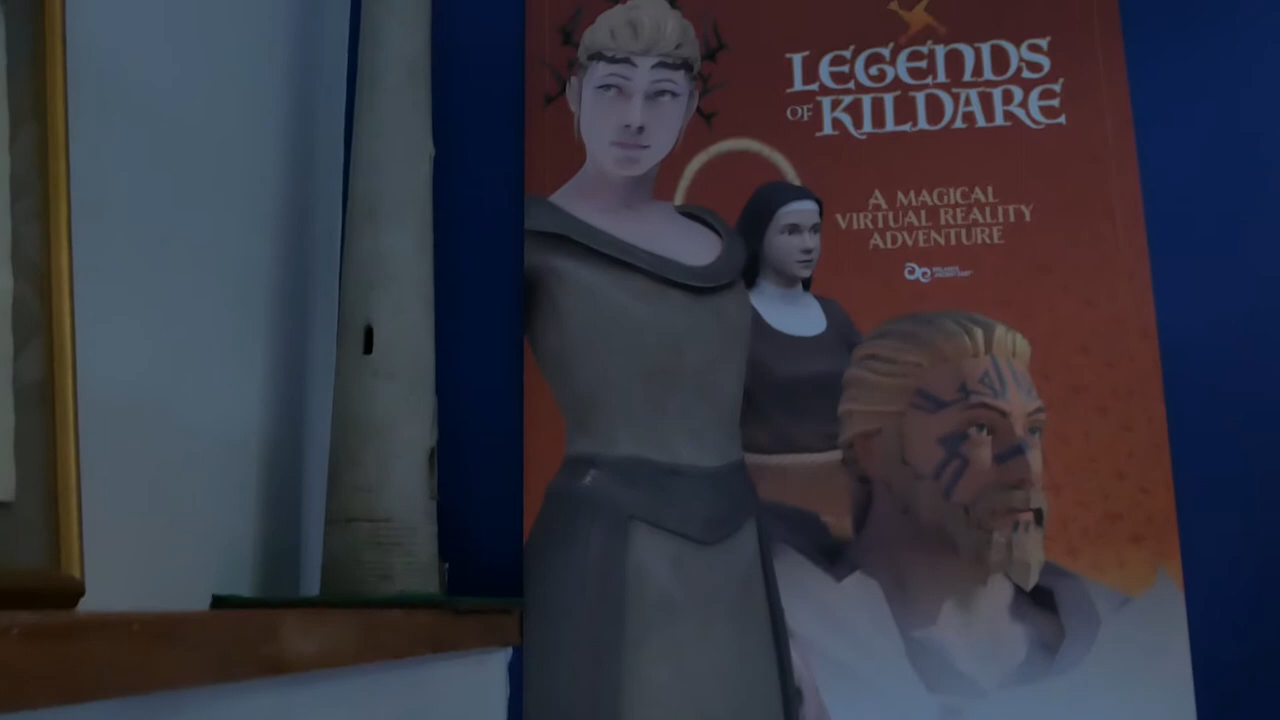 LEGENDS
OF KILDARE
A MAGICAL
VIRTUAL REALITY
ADVENTURE